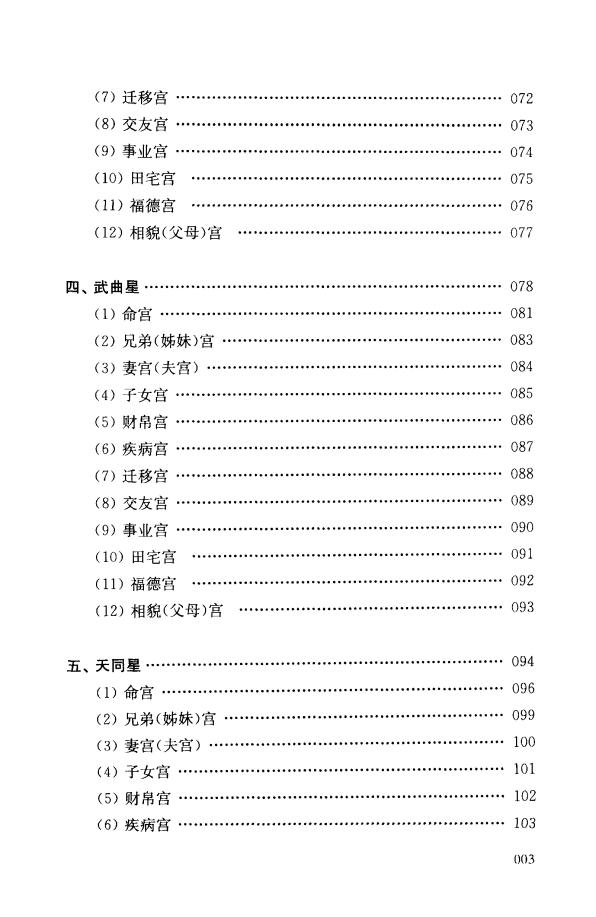 (7) 迁移宫 ………………………………………… 072
(8) 交友宫 ………………………………………… 073
(9) 事业宫 ………………………………………… 074
(10) 田宅宫 ……………………………………… 075
(11) 福德宫 ……………………………………… 076
(12) 相貌(父母)宫 ……………………………… 077
四、武曲星 …………………………………………… 078
(1) 命宫 …………………………………………… 081
(2) 兄弟(姊妹)宫 ………………………………… 083
(3) 妻宫(夫宫) …………………………………… 084
(4) 子女宫 ………………………………………… 085
(5) 财帛宫 ………………………………………… 086
(6) 疾病宫 ………………………………………… 087
(7) 迁移宫 ………………………………………… 088
(8) 交友宫 ………………………………………… 089
(9) 事业宫 ………………………………………… 090
(10) 田宅宫 ……………………………………… 091
(11) 福德宫 ……………………………………… 092
(12) 相貌(父母)宫 ……………………………… 093
五、天同星 …………………………………………… 094
(1) 命宫 …………………………………………… 096
(2) 兄弟(姊妹)宫 ………………………………… 099
(3) 妻宫(夫宫) …………………………………… 100
(4) 子女宫 ………………………………………… 101
(5) 财帛宫 ………………………………………… 102
(6) 疾病宫 ………………………………………… 103
003